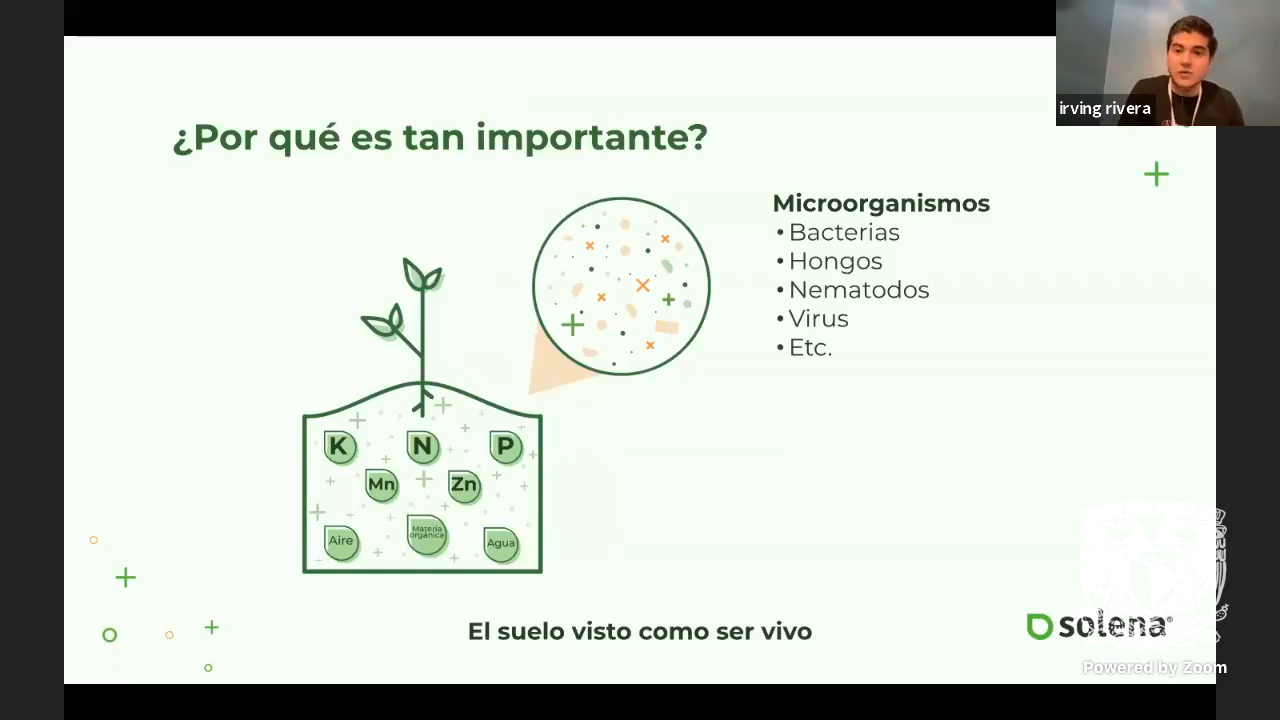 irving rivera
¿Por qué es tan importante?
Microorganismos
• Bacterias
• Hongos
• Nematodos
• Virus
• Etc.
K N P
Mn Zn
Aire Materia orgánica Agua
El suelo visto como ser vivo
solena®
Powered by Zoom